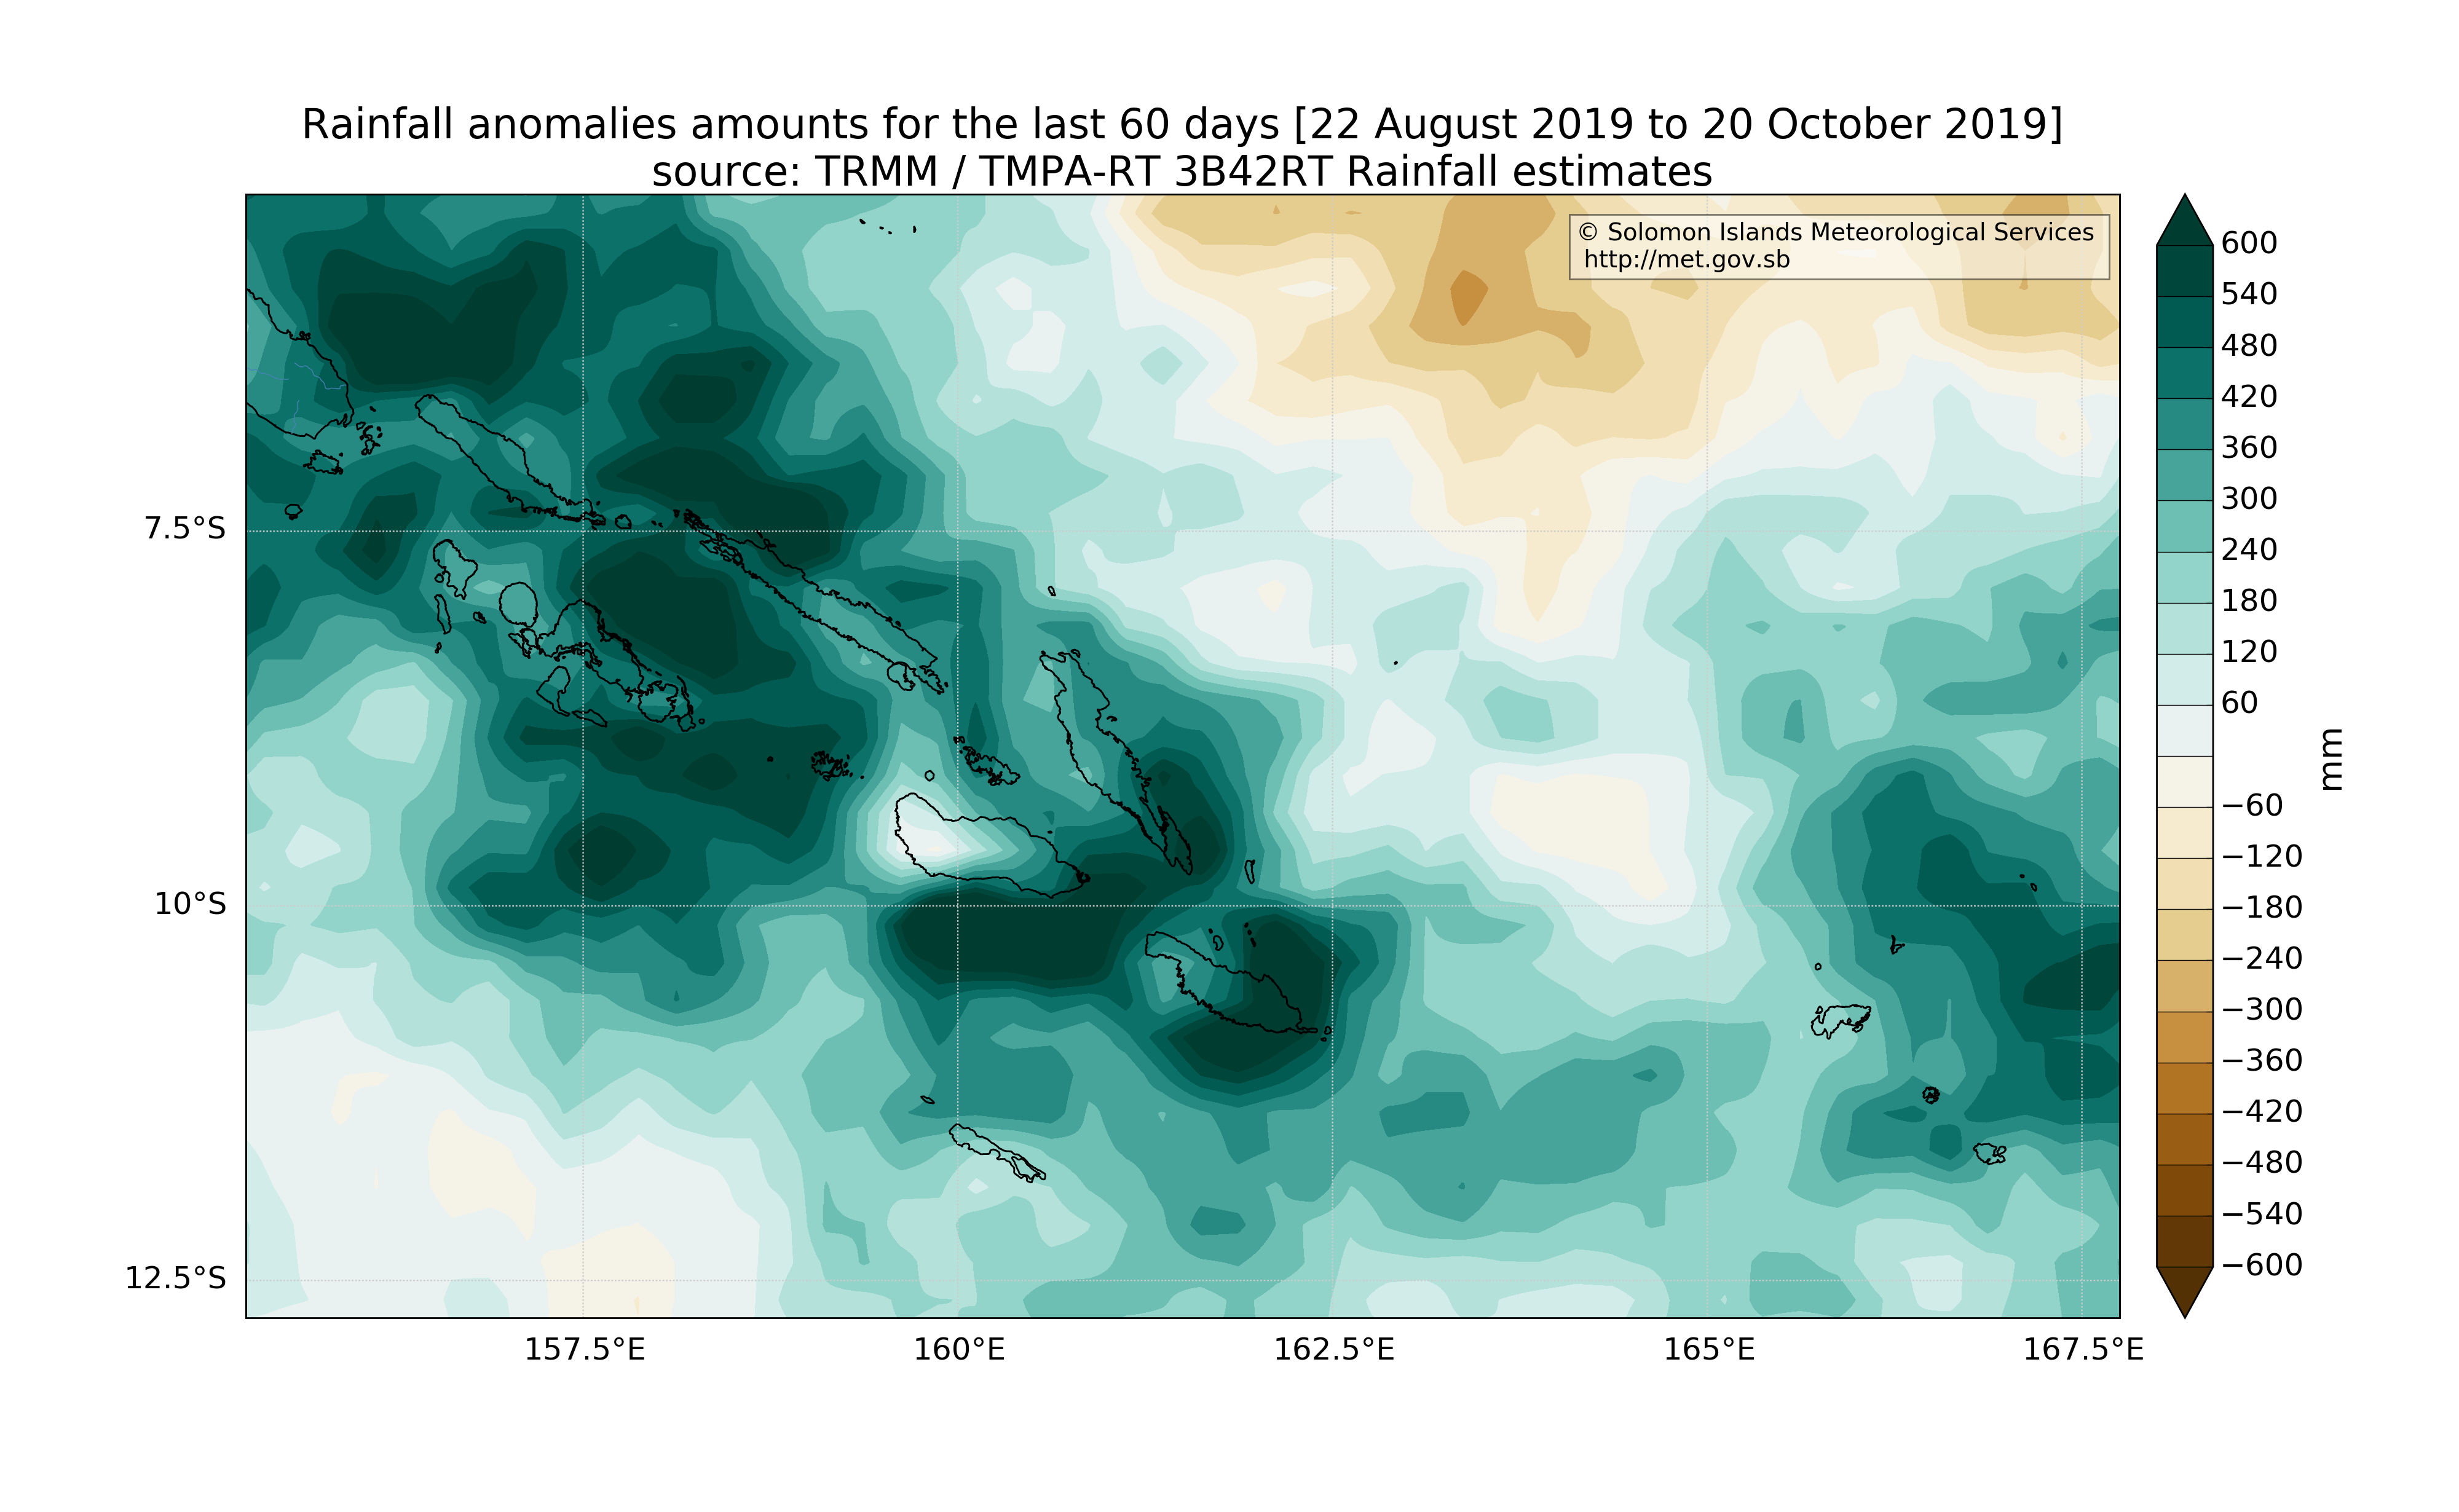 Rainfall anomalies amounts for the last 60 days [22 August 2019 to 20 October 2019]
source: TRMM / TMPA-RT 3B42RT Rainfall estimates
© Solomon Islands Meteorological Services
http://met.gov.sb
7.5°S
10°S
12.5°S
157.5°E
160°E
162.5°E
165°E
167.5°E
600
540
480
420
360
300
240
180
120
60
−60
−120
−180
−240
−300
−360
−420
−480
−540
−600
mm